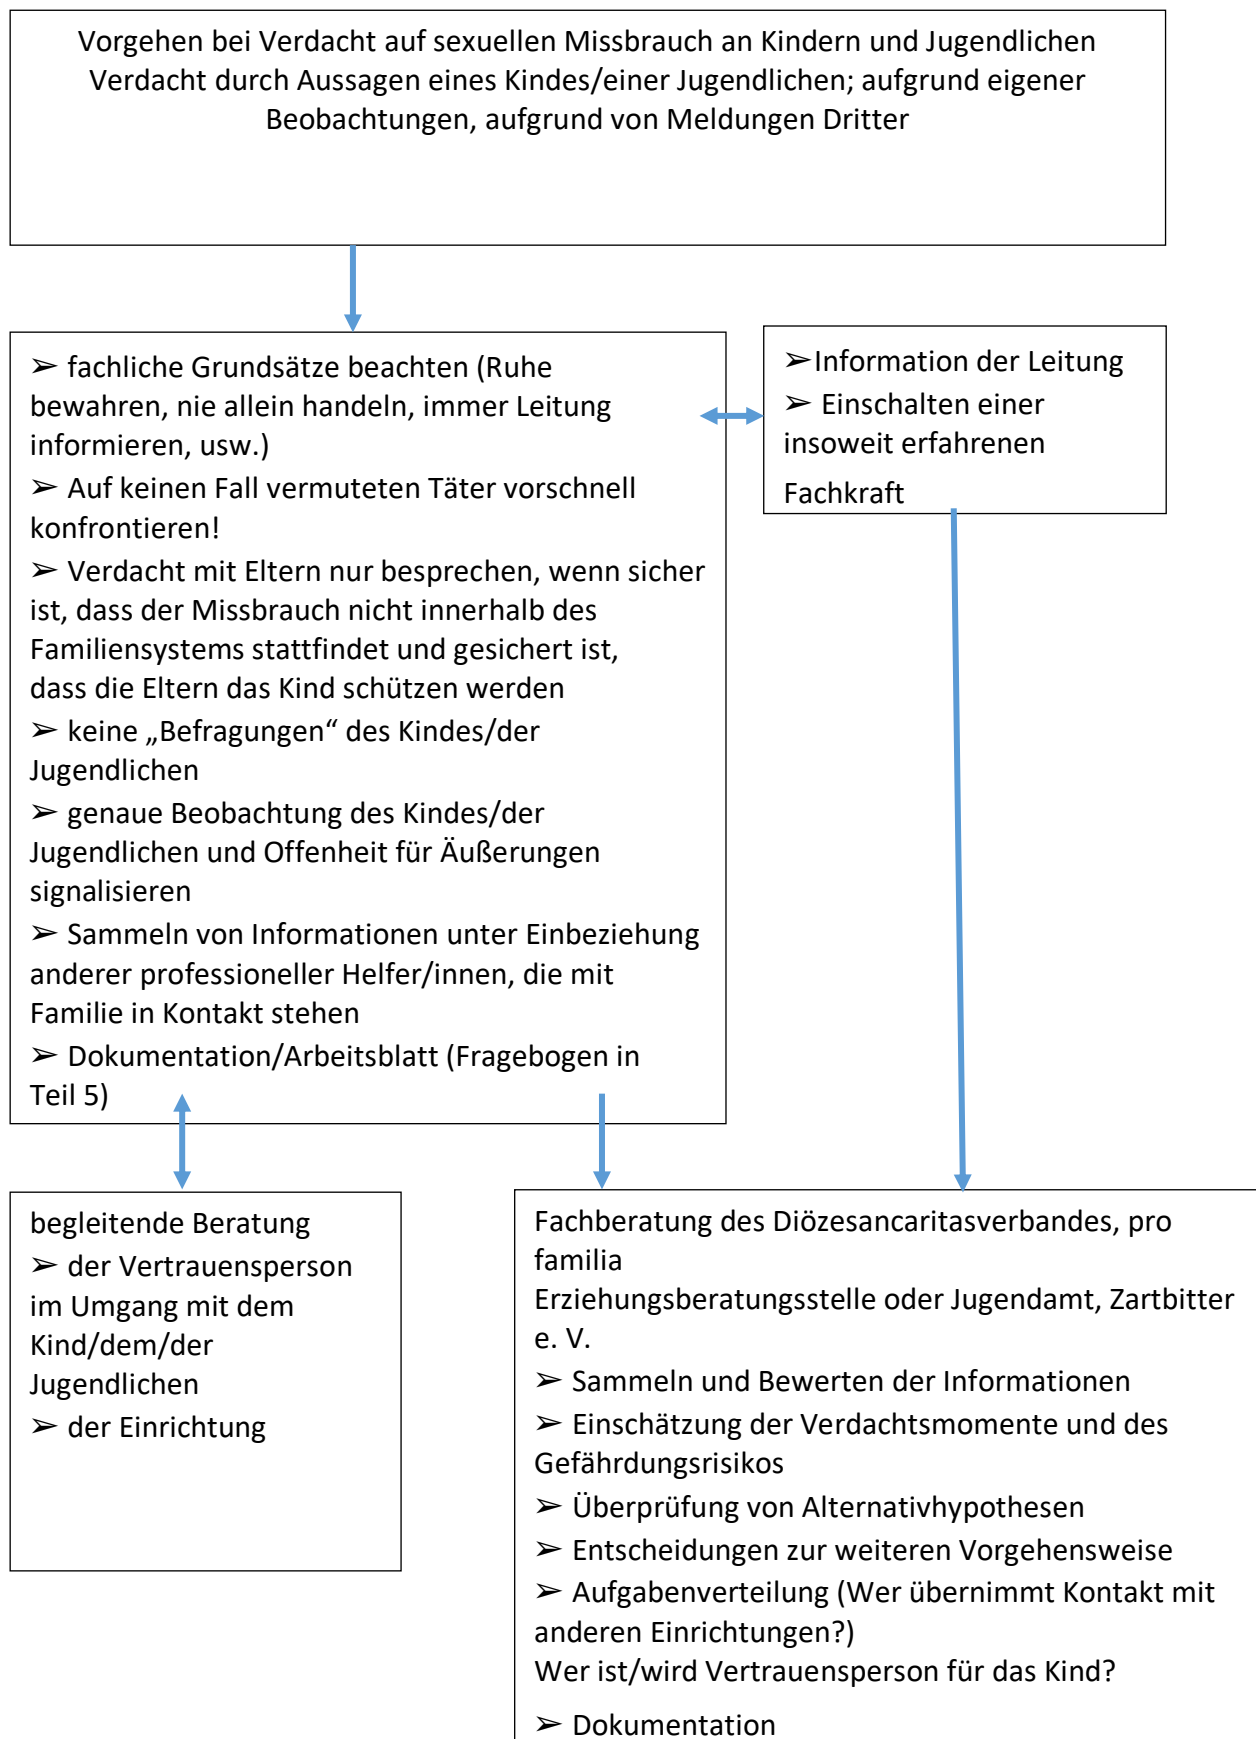 Vorgehen bei Verdacht auf sexuellen Missbrauch an Kindern und Jugendlichen
Verdacht durch Aussagen eines Kindes/einer Jugendlichen; aufgrund eigener
Beobachtungen, aufgrund von Meldungen Dritter
➢ fachliche Grundsätze beachten (Ruhe
bewahren, nie allein handeln, immer Leitung
informieren, usw.)
➢ Auf keinen Fall vermuteten Täter vorschnell
konfrontieren!
➢ Verdacht mit Eltern nur besprechen, wenn sicher
ist, dass der Missbrauch nicht innerhalb des
Familiensystems stattfindet und gesichert ist,
dass die Eltern das Kind schützen werden
➢ keine „Befragungen“ des Kindes/der
Jugendlichen
➢ genaue Beobachtung des Kindes/der
Jugendlichen und Offenheit für Äußerungen
signalisieren
➢ Sammeln von Informationen unter Einbeziehung
anderer professioneller Helfer/innen, die mit
Familie in Kontakt stehen
➢ Dokumentation/Arbeitsblatt (Fragebogen in
Teil 5)
➢Information der Leitung
➢ Einschalten einer
insoweit erfahrenen
Fachkraft
begleitende Beratung
➢ der Vertrauensperson
im Umgang mit dem
Kind/dem/der
Jugendlichen
➢ der Einrichtung
Fachberatung des Diözesancaritasverbandes, pro
familia
Erziehungsberatungsstelle oder Jugendamt, Zartbitter
e. V.
➢ Sammeln und Bewerten der Informationen
➢ Einschätzung der Verdachtsmomente und des
Gefährdungsrisikos
➢ Überprüfung von Alternativhypothesen
➢ Entscheidungen zur weiteren Vorgehensweise
➢ Aufgabenverteilung (Wer übernimmt Kontakt mit
anderen Einrichtungen?)
Wer ist/wird Vertrauensperson für das Kind?
➢ Dokumentation